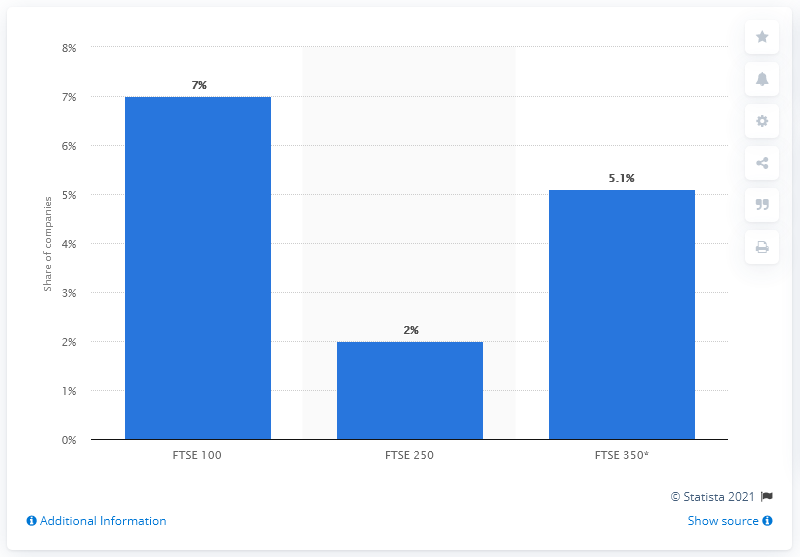 8%
7%
6%
5%
4%
3%
2%
1%
0%
Share of companies
7%
2%
5.1%
FTSE 100
FTSE 250
FTSE 350*
© Statista 2021
Additional Information
Show source